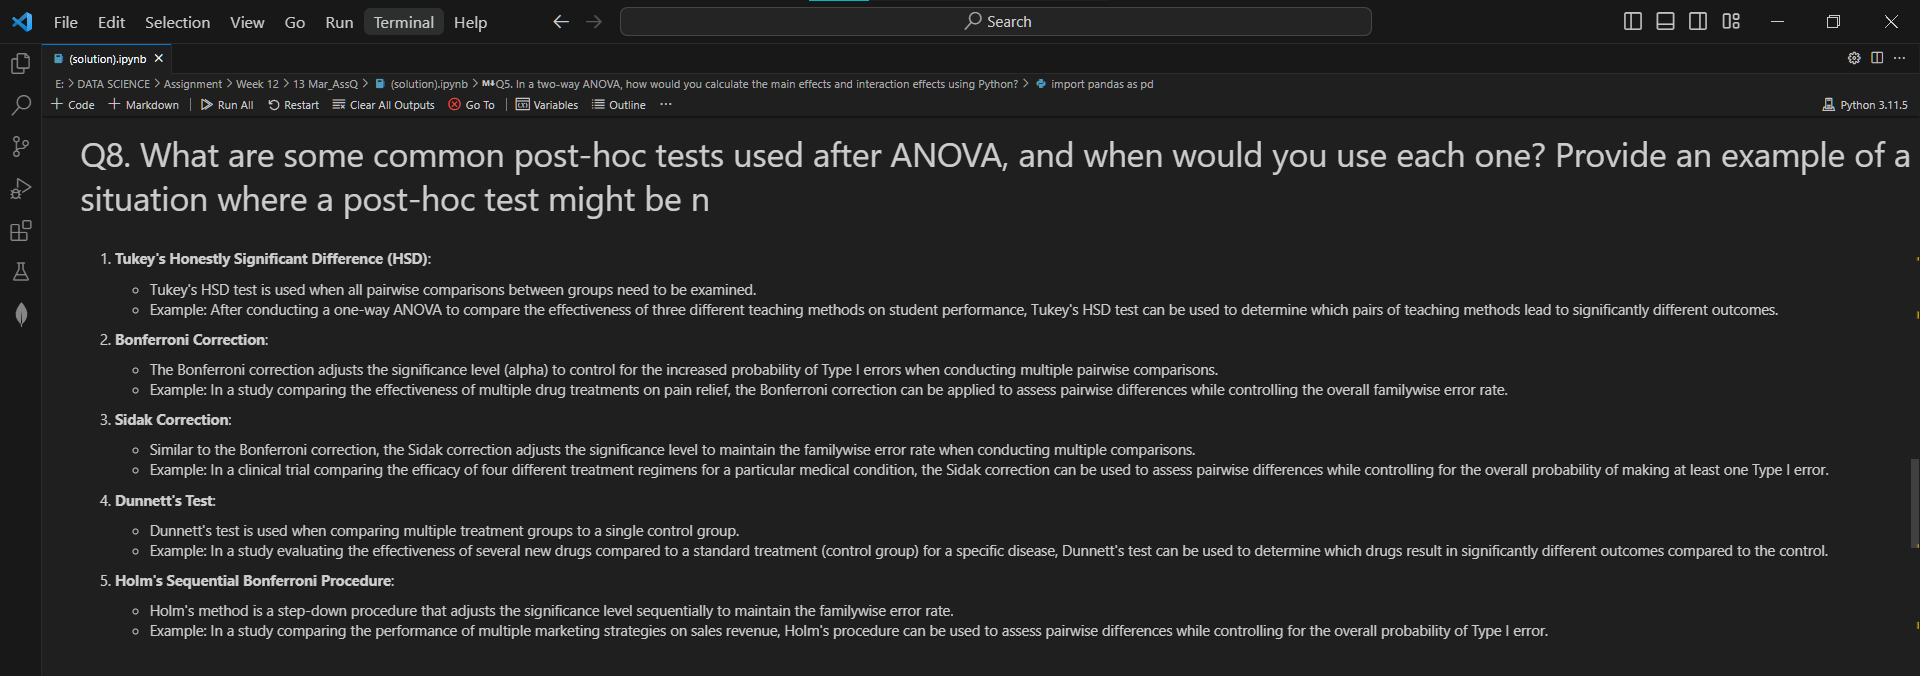 File Edit Selection View Go Run Terminal Help Search
(solution).ipynb
E: > DATA SCIENCE > Assignment > Week 12 > 13 Mar_AssQ > (solution).ipynb > M↓Q5. In a two-way ANOVA, how would you calculate the main effects and interaction effects using Python? > import pandas as pd
+ Code + Markdown | Run All Restart Clear All Outputs Go To | Variables Outline ... Python 3.11.5
Q8. What are some common post-hoc tests used after ANOVA, and when would you use each one? Provide an example of a
situation where a post-hoc test might be n
1. Tukey's Honestly Significant Difference (HSD):
Tukey's HSD test is used when all pairwise comparisons between groups need to be examined.
Example: After conducting a one-way ANOVA to compare the effectiveness of three different teaching methods on student performance, Tukey's HSD test can be used to determine which pairs of teaching methods lead to significantly different outcomes.
2. Bonferroni Correction:
The Bonferroni correction adjusts the significance level (alpha) to control for the increased probability of Type I errors when conducting multiple pairwise comparisons.
Example: In a study comparing the effectiveness of multiple drug treatments on pain relief, the Bonferroni correction can be applied to assess pairwise differences while controlling the overall familywise error rate.
3. Sidak Correction:
Similar to the Bonferroni correction, the Sidak correction adjusts the significance level to maintain the familywise error rate when conducting multiple comparisons.
Example: In a clinical trial comparing the efficacy of four different treatment regimens for a particular medical condition, the Sidak correction can be used to assess pairwise differences while controlling for the overall probability of making at least one Type I error.
4. Dunnett's Test:
Dunnett's test is used when comparing multiple treatment groups to a single control group.
Example: In a study evaluating the effectiveness of several new drugs compared to a standard treatment (control group) for a specific disease, Dunnett's test can be used to determine which drugs result in significantly different outcomes compared to the control.
5. Holm's Sequential Bonferroni Procedure:
Holm's method is a step-down procedure that adjusts the significance level sequentially to maintain the familywise error rate.
Example: In a study comparing the performance of multiple marketing strategies on sales revenue, Holm's procedure can be used to assess pairwise differences while controlling for the overall probability of Type I error.